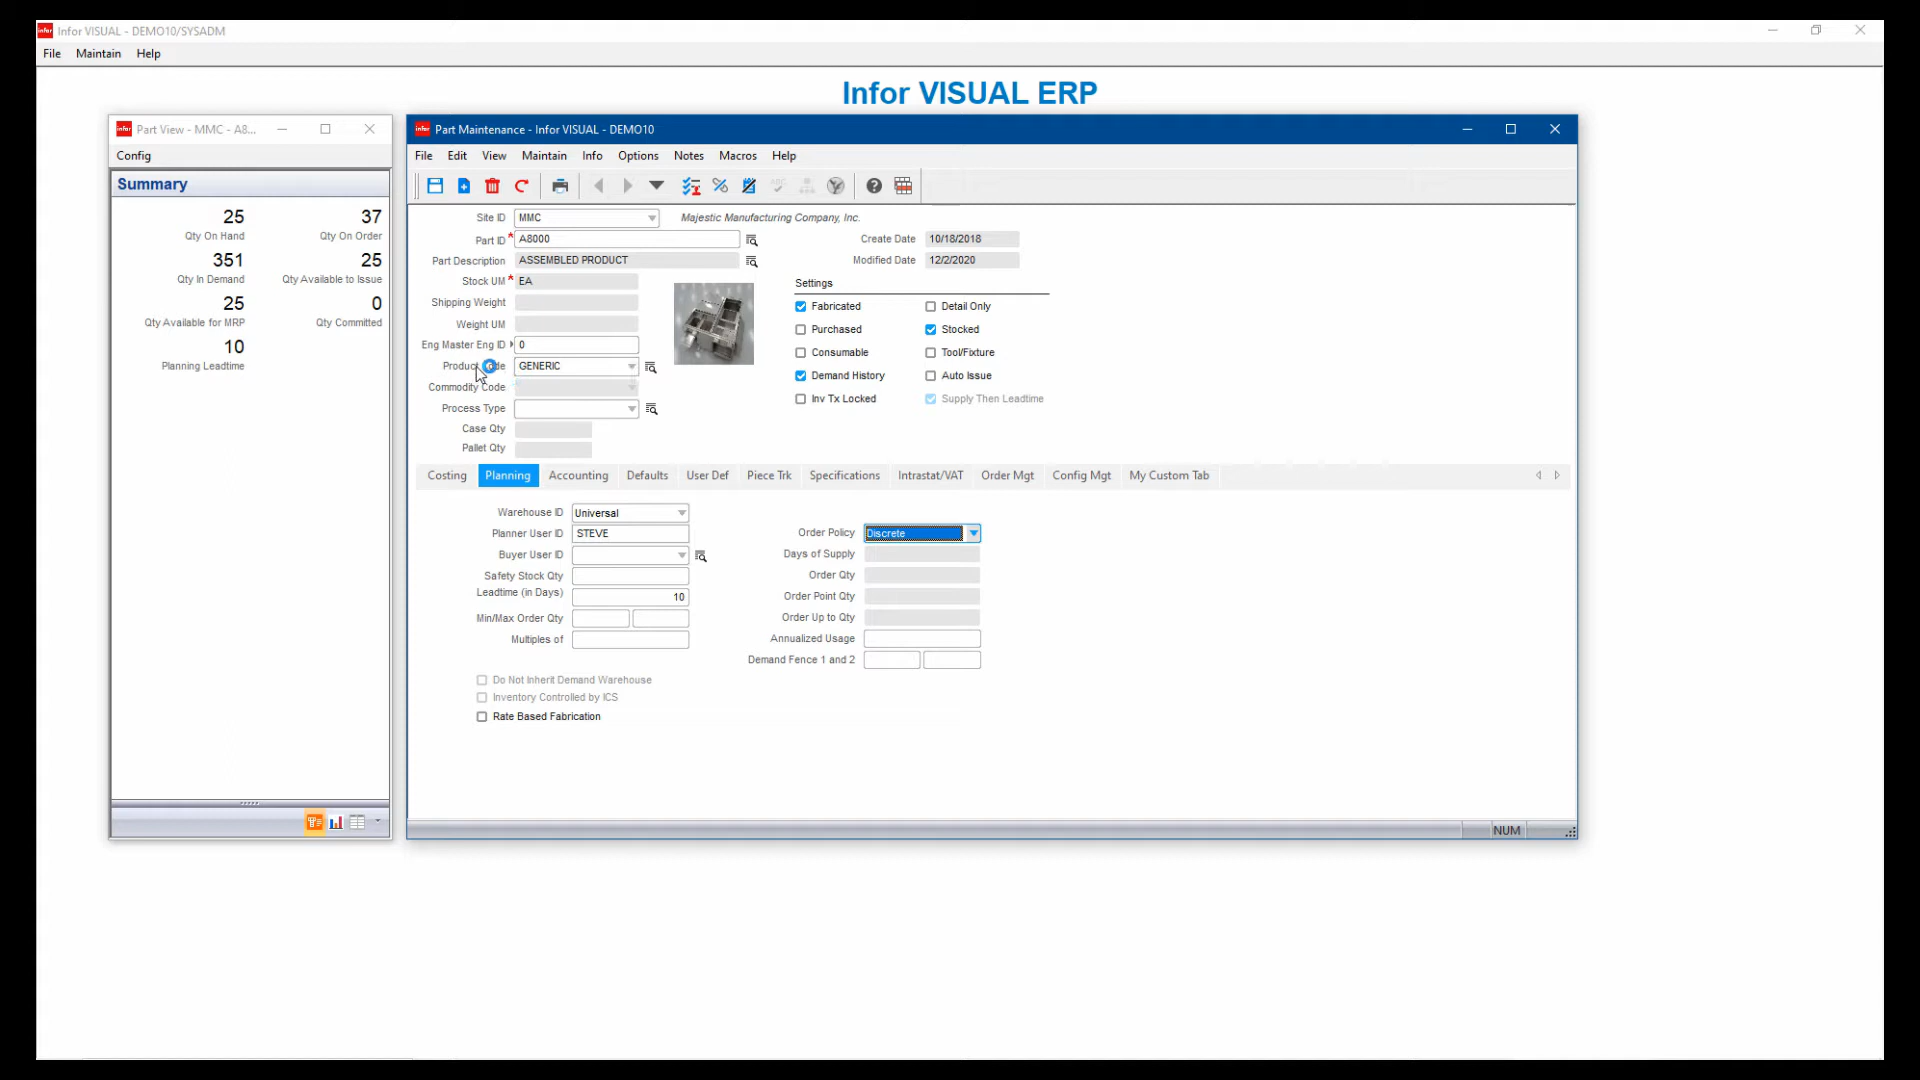 infor Infor VISUAL - DEMO10/SYSADM
File Maintain Help
Infor VISUAL ERP
infor Part View - MMC - A8...
Config
Summary
25 37
Qty On Hand Qty On Order
351 25
Qty In Demand Qty Available to Issue
25 0
Qty Available for MRP Qty Committed
10
Planning Leadtime
infor Part Maintenance - Infor VISUAL - DEMO10
File Edit View Maintain Info Options Notes Macros Help
Site ID MMC Majestic Manufacturing Company, Inc.
Part ID * A8000 Create Date 10/18/2018
Part Description ASSEMBLED PRODUCT Modified Date 12/2/2020
Stock UM * EA Settings
Shipping Weight Fabricated Detail Only
Weight UM Purchased Stocked
Eng Master Eng ID 0 Consumable Tool/Fixture
Product Code GENERIC Demand History Auto Issue
Commodity Code Inv Tx Locked Supply Then Leadtime
Process Type
Case Qty
Pallet Qty
Costing Planning Accounting Defaults User Def Piece Trk Specifications Intrastat/VAT Order Mgt Config Mgt My Custom Tab
Warehouse ID Universal
Planner User ID STEVE Order Policy Discrete
Buyer User ID Days of Supply
Safety Stock Qty Order Qty
Leadtime (in Days) 10 Order Point Qty
Min/Max Order Qty Order Up to Qty
Multiples of Annualized Usage
Demand Fence 1 and 2
Do Not Inherit Demand Warehouse
Inventory Controlled by ICS
Rate Based Fabrication
NUM